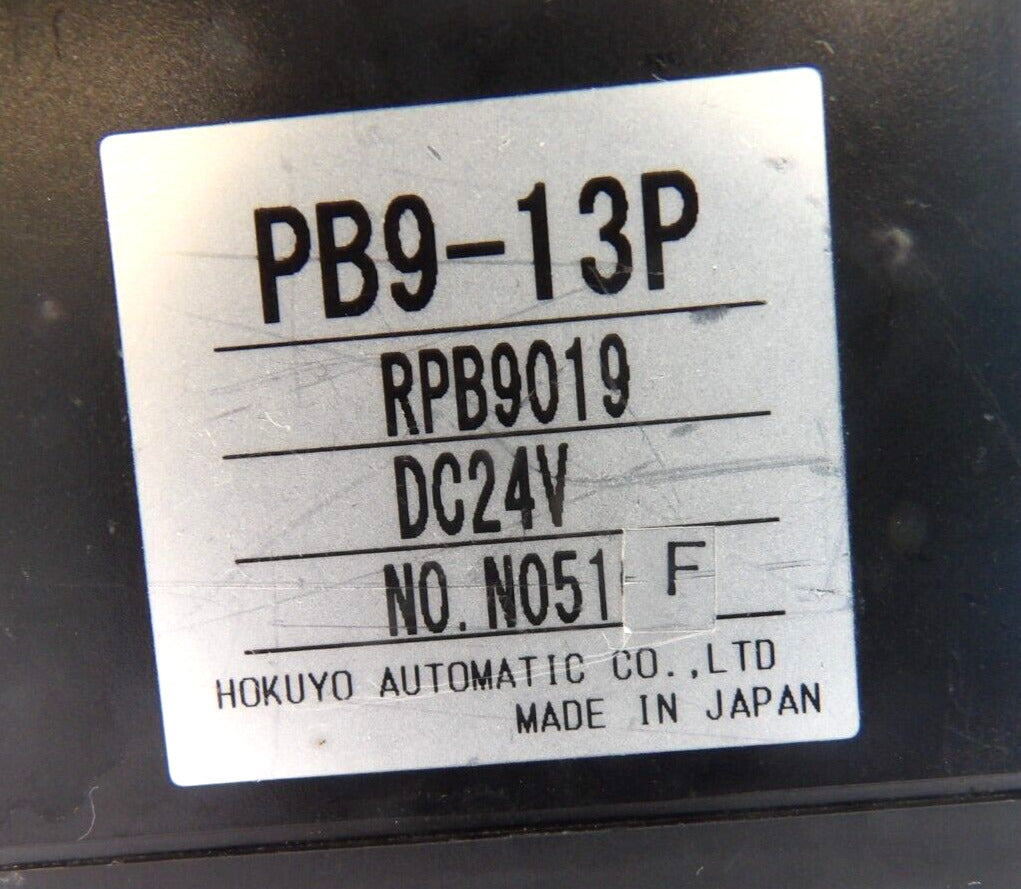 PB9-13P
RPB9019
DC24V
NO. N051 F
HOKUYO AUTOMATIC CO.,LTD
MADE IN JAPAN